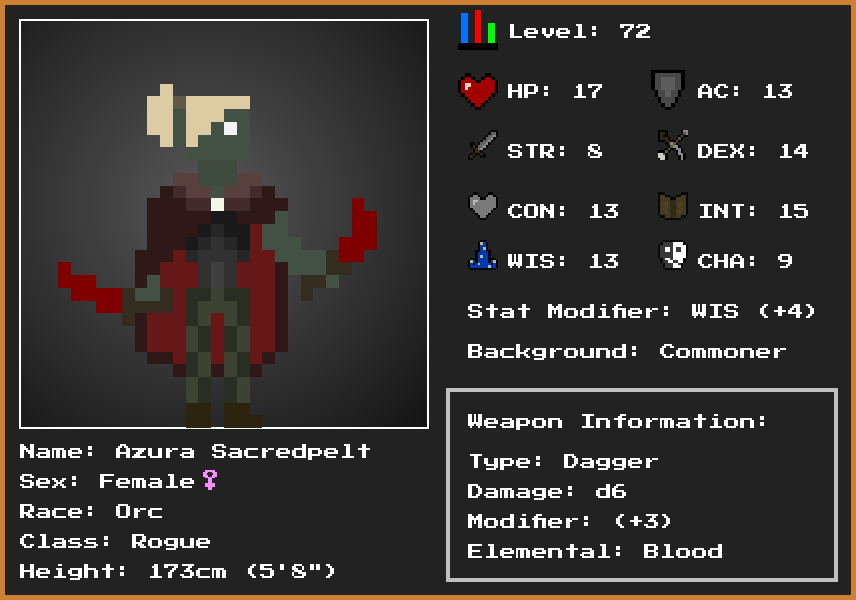 Level: 72
HP: 17
AC: 13
STR: 8
DEX: 14
CON: 13
INT: 15
WIS: 13
CHA: 9
Stat Modifier: WIS (+4)
Background: Commoner
Weapon Information:
Type: Dagger
Damage: d6
Modifier: (+3)
Elemental: Blood
Name: Azura Sacredpelt
Sex: Female♀
Race: Orc
Class: Rogue
Height: 173cm (5'8")